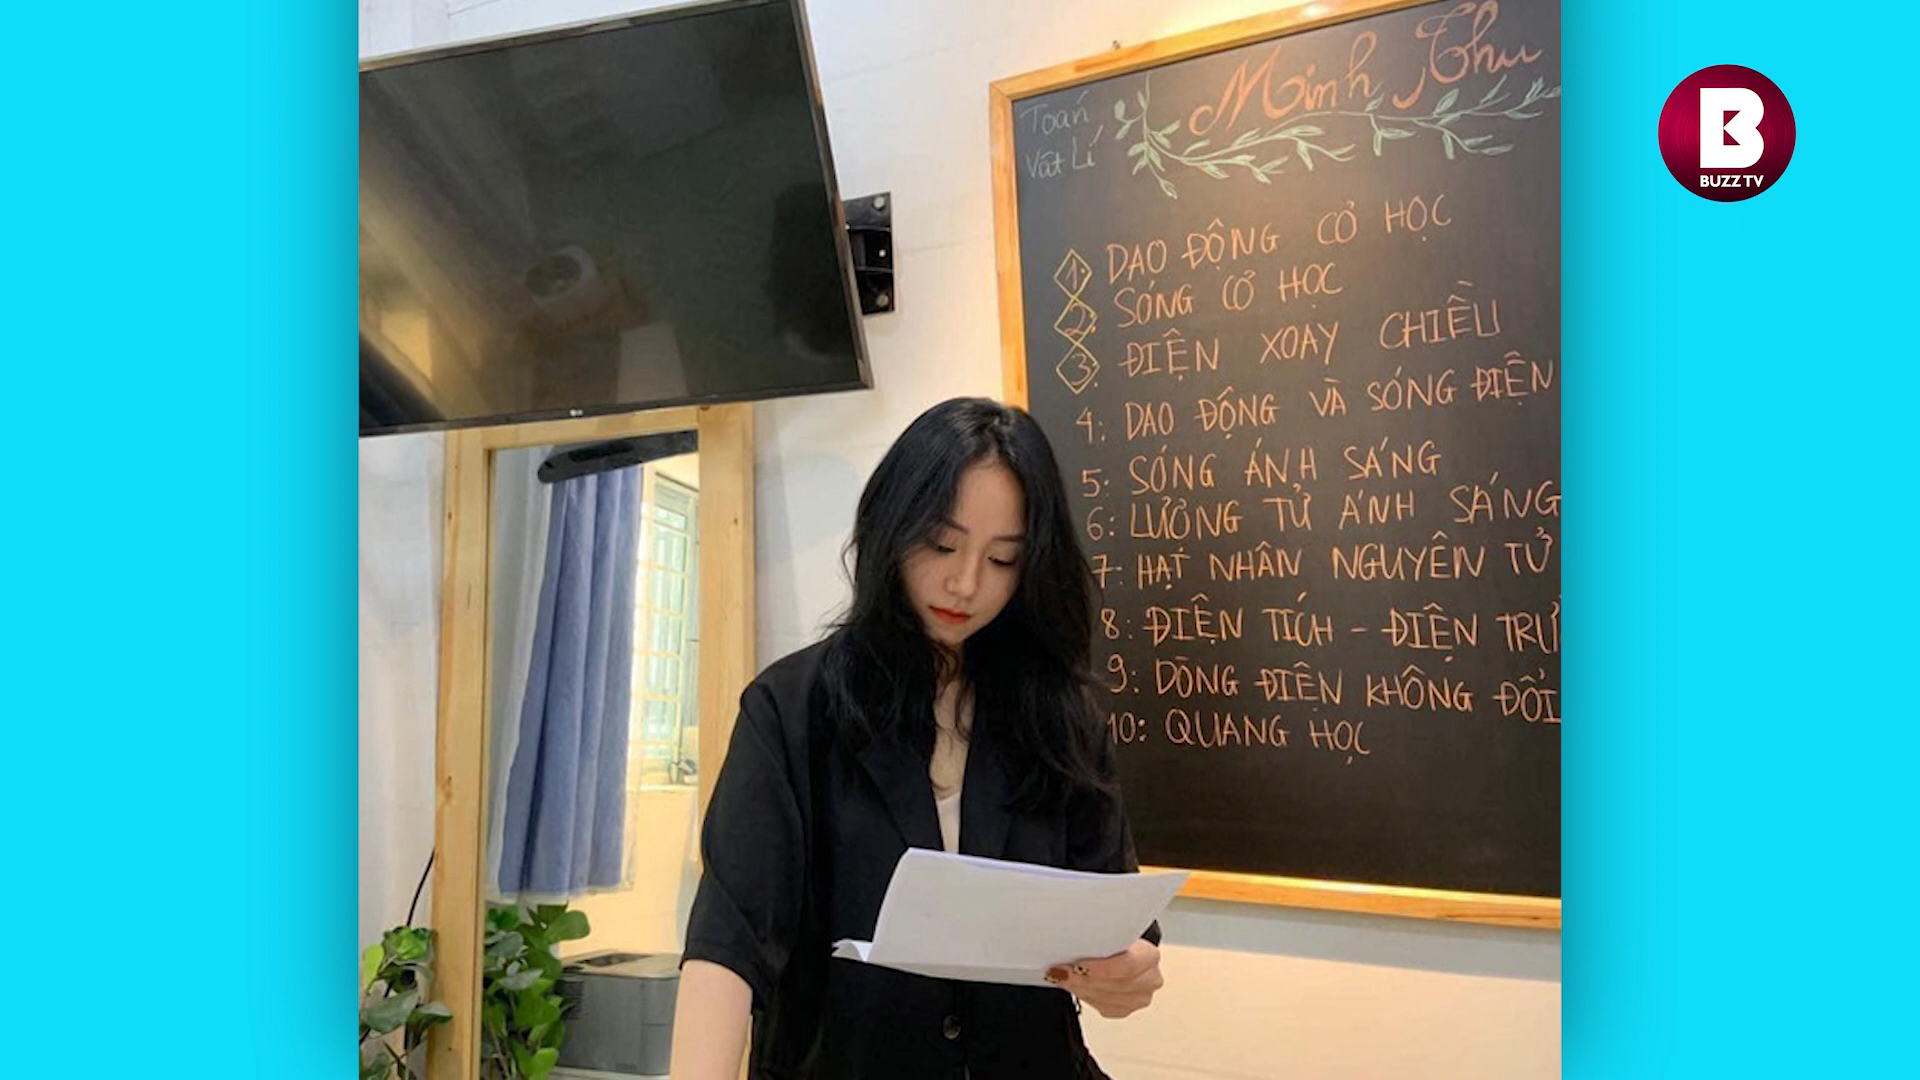 Minh Thu
Toán
Vật Lí
1. DAO ĐỘNG CƠ HỌC
2. SÓNG CƠ HỌC
3. ĐIỆN XOAY CHIỀU
4: DAO ĐỘNG VÀ SÓNG ĐIỆN
5: SÓNG ÁNH SÁNG
6: LƯỢNG TỬ ÁNH SÁNG
7: HẠT NHÂN NGUYÊN TỬ
8: ĐIỆN TÍCH - ĐIỆN TRƯ
9: DÒNG ĐIỆN KHÔNG ĐỔI
10: QUANG HỌC
B
BUZZ TV
LG